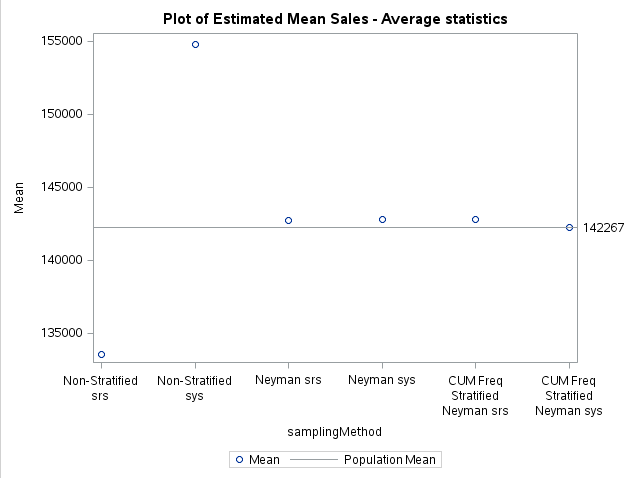 Plot of Estimated Mean Sales - Average statistics
155000
150000
145000
140000
135000
Mean
142267
Non-Stratified srs
Non-Stratified sys
Neyman srs
Neyman sys
CUM Freq Stratified Neyman srs
CUM Freq Stratified Neyman sys
samplingMethod
Mean
Population Mean